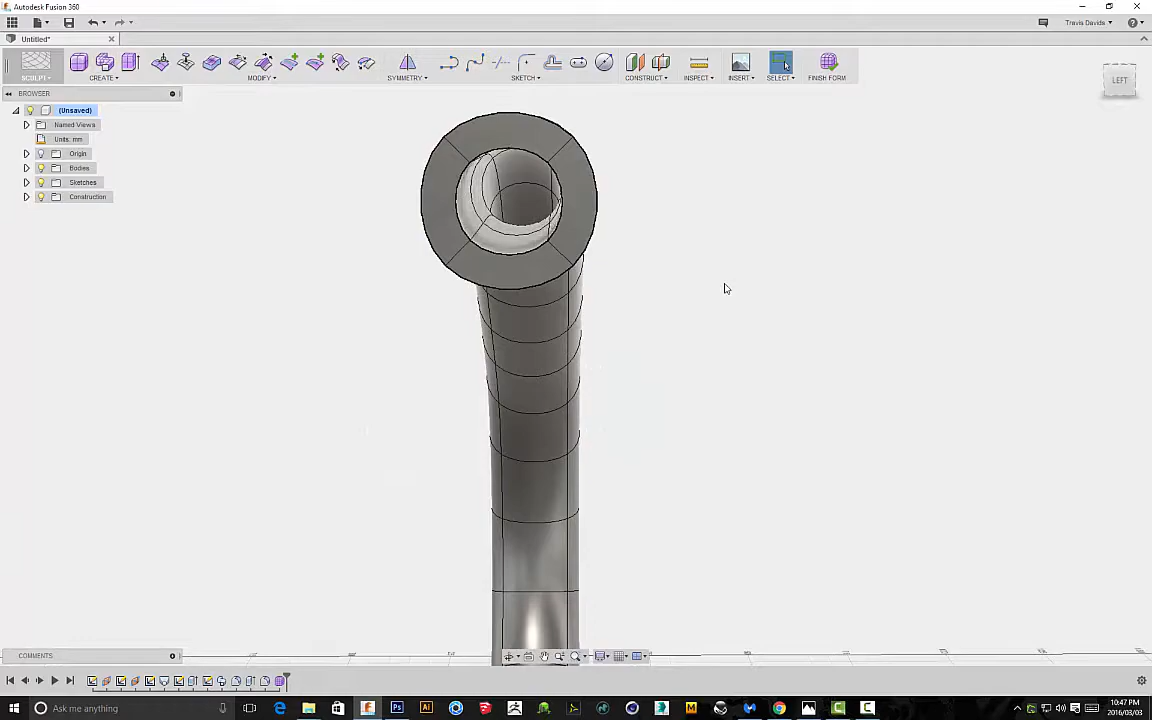 Autodesk Fusion 360
Travis Davids
Untitled*
SCULPT
CREATE
MODIFY
SYMMETRY
SKETCH
CONSTRUCT
INSPECT
INSERT
SELECT
FINISH FORM
BROWSER
LEFT
(Unsaved)
Named Views
Units: mm
Origin
Bodies
Sketches
Construction
COMMENTS
Ask me anything
10:47 PM
2016/03/03